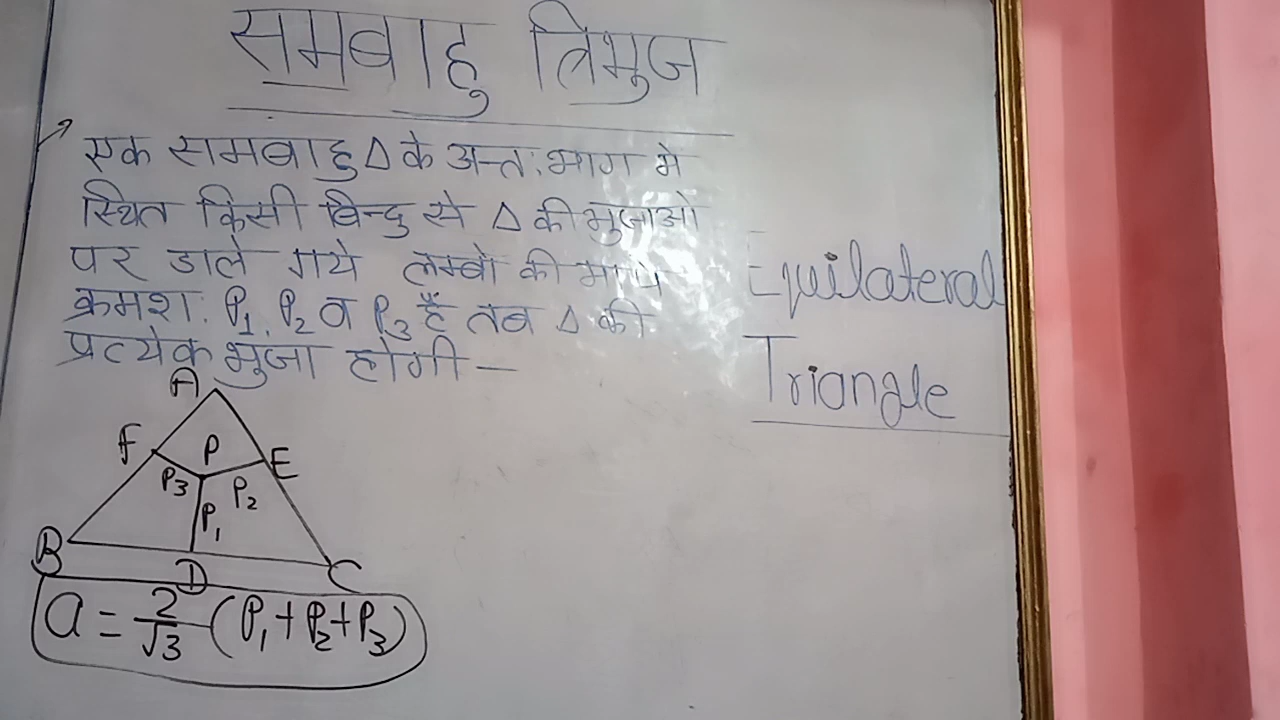 समबाहु त्रिभुज
एक समबाहु Δ के अन्त:भाग मे
स्थित किसी बिन्दु से Δ की भुजाओ
पर डाले गये लम्बो की माप
क्रमश: P₁, P₂ व P₃ हैं तब Δ की
प्रत्येक भुजा होगी —
Equilateral
Triangle
A
F P E
P₃ P₂
P₁
B D C
a = 2/√3 (P₁+P₂+P₃)